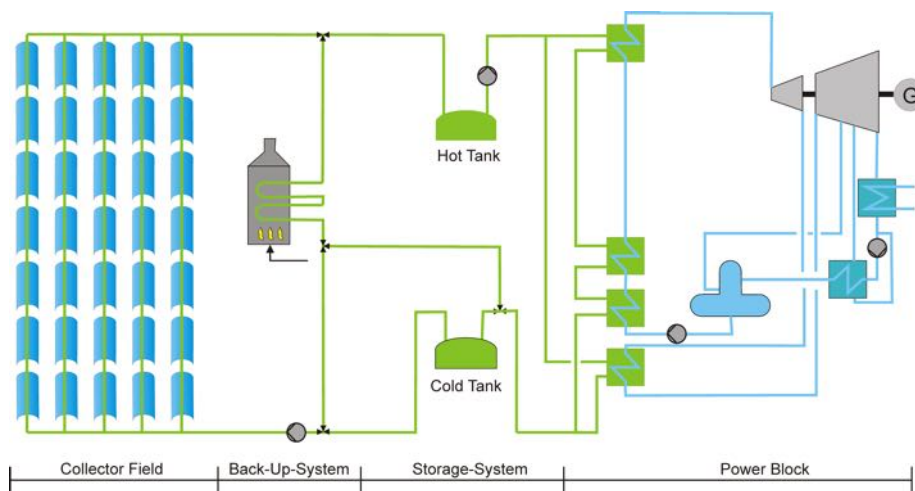 G
Hot Tank
Cold Tank
Collector Field
Back-Up-System
Storage-System
Power Block